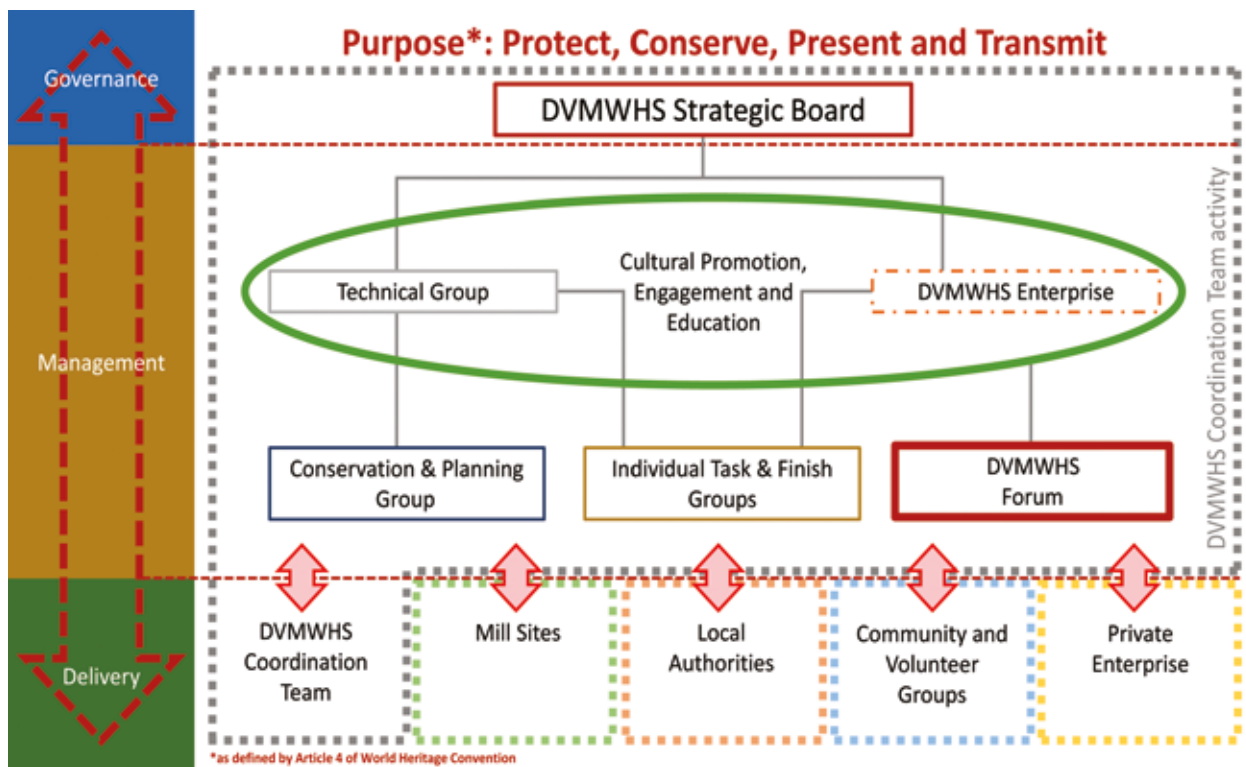 Purpose*: Protect, Conserve, Present and Transmit
Governance
DVMWHS Strategic Board
DVMWHS Coordination Team activity
Management
Technical Group
Cultural Promotion,
Engagement and
Education
DVMWHS Enterprise
Conservation & Planning
Group
Individual Task & Finish
Groups
DVMWHS
Forum
Delivery
DVMWHS
Coordination
Team
Mill Sites
Local
Authorities
Community and
Volunteer
Groups
Private
Enterprise
*as defined by Article 4 of World Heritage Convention